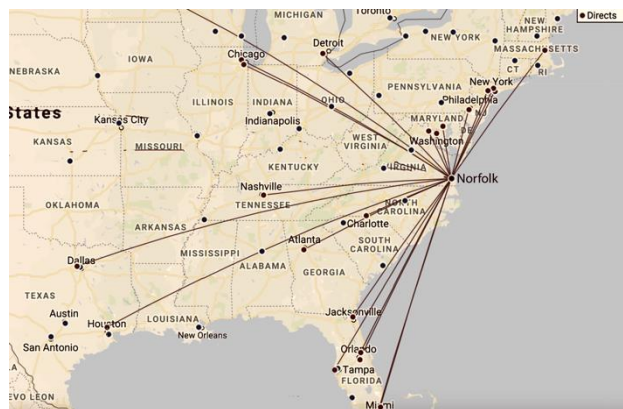 MICHIGAN
Toronto
NEW
HAMPSHIRE
Directs
IOWA
Chicago
Detroit
NEW YORK
MASSACHUSETTS
CT
RI
NEBRASKA
ILLINOIS
INDIANA
OHIO
PENNSYLVANIA
New York
Philadelphia
NJ
States
Kansas City
Indianapolis
MARYLAND
DE
Washington
KANSAS
MISSOURI
WEST
VIRGINIA
VIRGINIA
KENTUCKY
Norfolk
Nashville
TENNESSEE
OKLAHOMA
ARKANSAS
NORTH
CAROLINA
Charlotte
Dallas
MISSISSIPPI
ALABAMA
Atlanta
SOUTH
CAROLINA
GEORGIA
TEXAS
Austin
Houston
LOUISIANA
New Orleans
Jacksonville
San Antonio
Orlando
Tampa
FLORIDA
Miami
EVO LEON